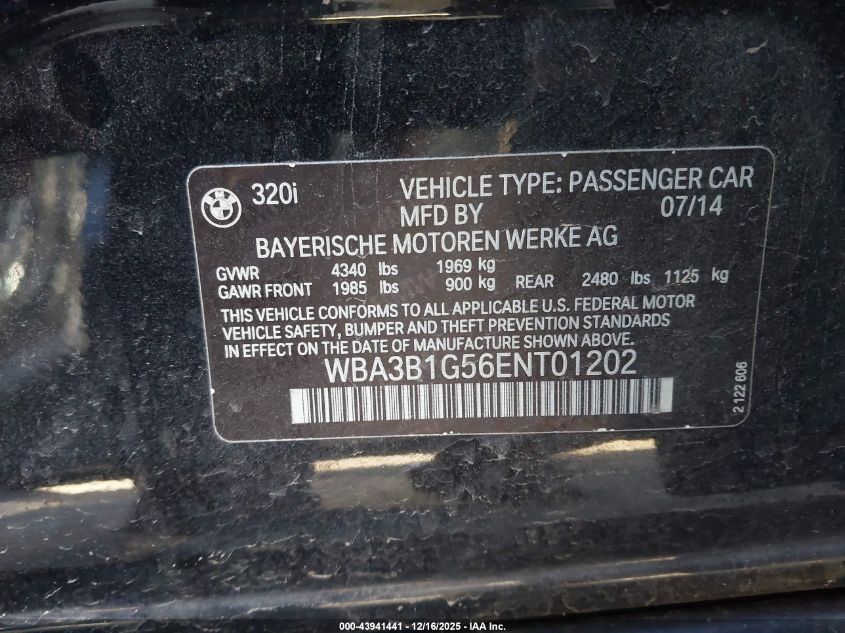 320i VEHICLE TYPE: PASSENGER CAR
MFD BY 07/14
BAYERISCHE MOTOREN WERKE AG
GVWR 4340 lbs 1969 kg
GAWR FRONT 1985 lbs 900 kg REAR 2480 lbs 1125 kg
THIS VEHICLE CONFORMS TO ALL APPLICABLE U.S. FEDERAL MOTOR
VEHICLE SAFETY, BUMPER AND THEFT PREVENTION STANDARDS
IN EFFECT ON THE DATE OF MANUFACTURE SHOWN ABOVE.
WBA3B1G56ENT01202
2 122 606
000-43941441 - 12/16/2025 - IAA Inc.